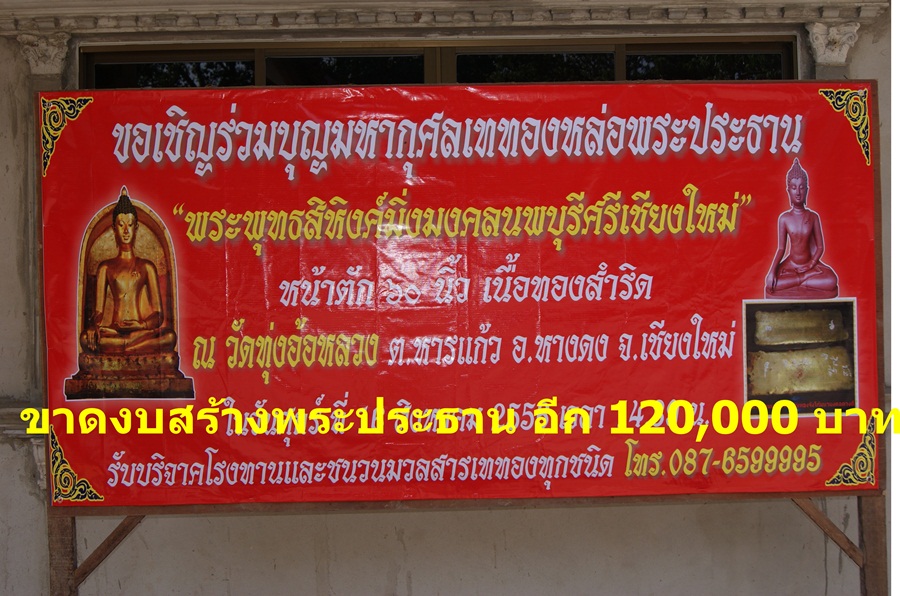 ขอเชิญร่วมบุญมหากุศลเททองหล่อพระประธาน
“พระพุทธสิหิงค์มิ่งมงคลนพบุรีศรีเชียงใหม่”
หน้าตัก ๖๐ นิ้ว เนื้อทองสำริด
ณ วัดทุ่งอ้อหลวง ต.หารแก้ว อ.หางดง จ.เชียงใหม่
ขาดงบสร้างพระประธาน อีก 120,000 บาท
รับบริจาคโรงทานและชนวนมวลสารเททองทุกชนิด โทร.087-6599995